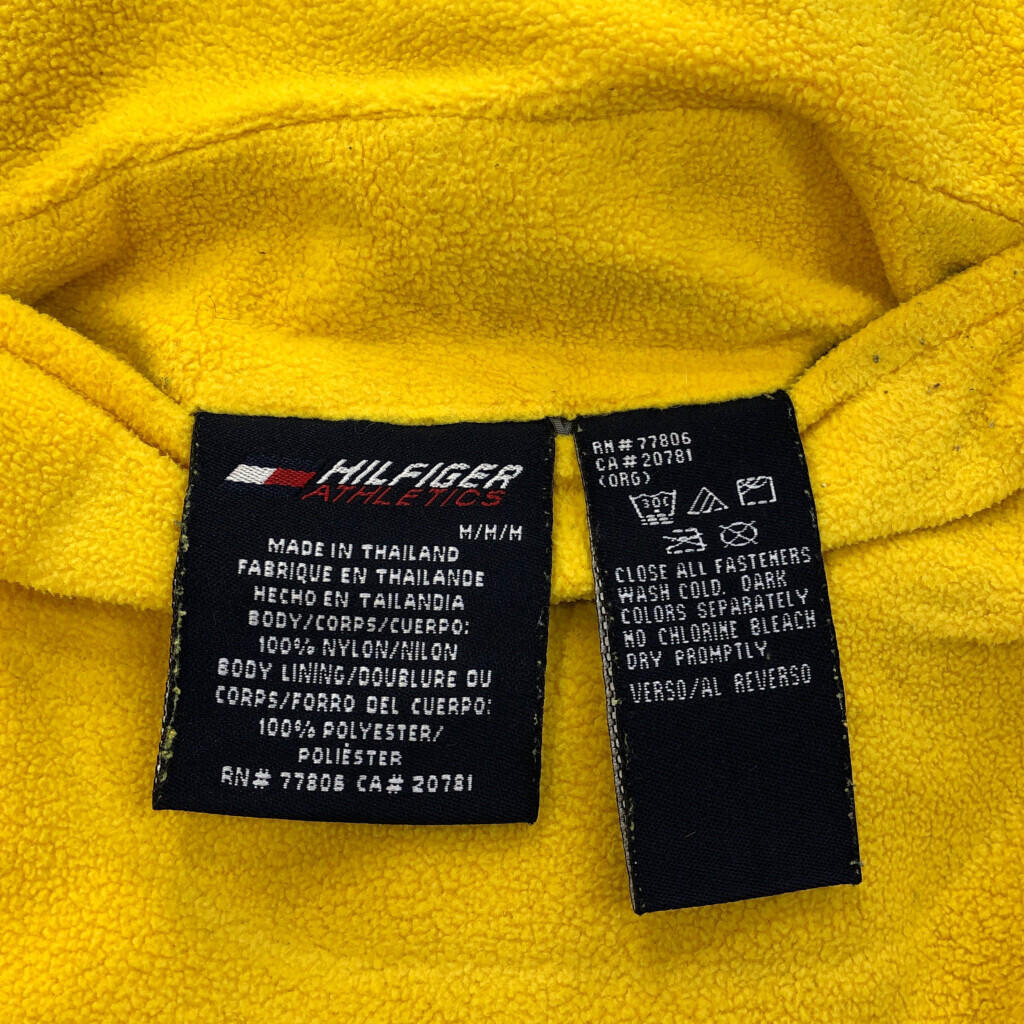 HILFIGER
ATHLETICS
M/M/M
MADE IN THAILAND
FABRIQUE EN THAILANDE
HECHO EN TAILANDIA
BODY/CORPS/CUERPO:
100% NYLON/NILON
BODY LINING/DOUBLURE DU
CORPS/FORRO DEL CUERPO:
100% POLYESTER/
POLIÈSTER
RN# 77806 CA# 20781
RN#77806
CA#20781
(ORG)
30C
CLOSE ALL FASTENERS
WASH COLD. DARK
COLORS SEPARATELY
NO CHLORINE BLEACH
DRY PROMPTLY
VERSO/AL REVERSO